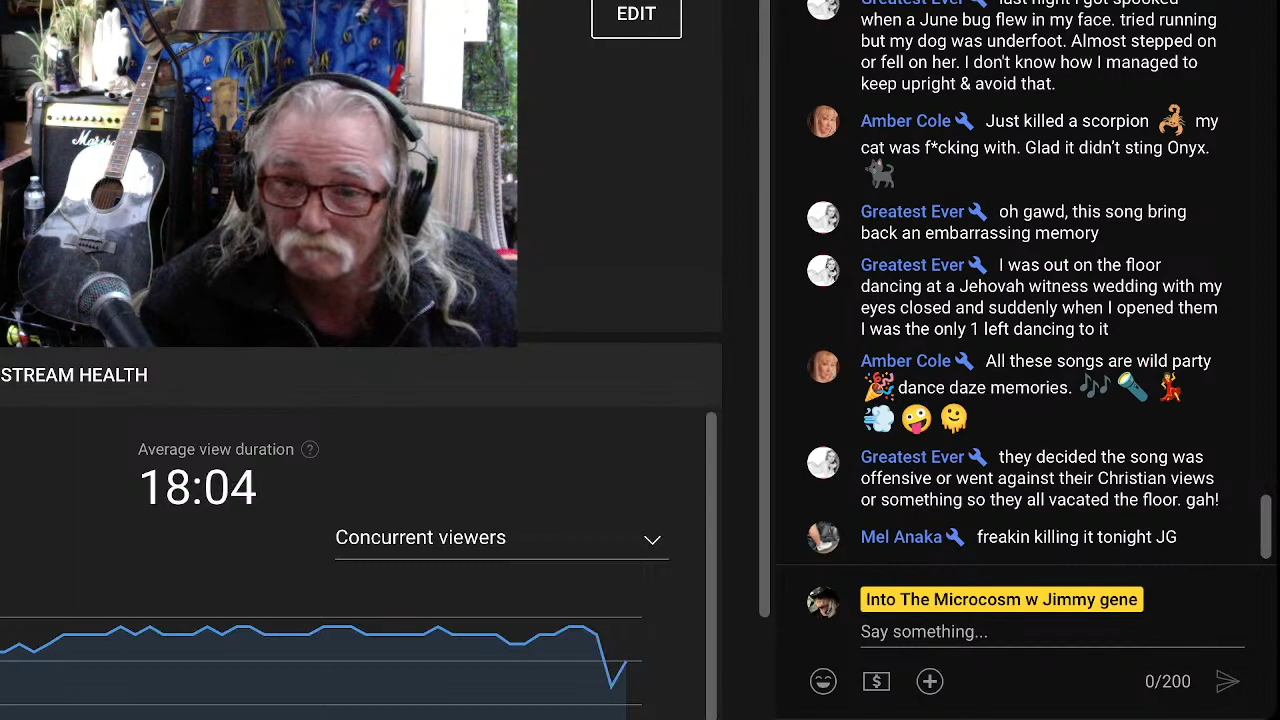 EDIT
Marsh
STREAM HEALTH
Average view duration ?
18:04
Concurrent viewers
Greatest Ever last night I got spooked
when a June bug flew in my face. tried running
but my dog was underfoot. Almost stepped on
or fell on her. I don't know how I managed to
keep upright & avoid that.
Amber Cole Just killed a scorpion my
cat was f*cking with. Glad it didn't sting Onyx.
Greatest Ever oh gawd, this song bring
back an embarrassing memory
Greatest Ever I was out on the floor
dancing at a Jehovah witness wedding with my
eyes closed and suddenly when I opened them
I was the only 1 left dancing to it
Amber Cole All these songs are wild party
dance daze memories.
Greatest Ever they decided the song was
offensive or went against their Christian views
or something so they all vacated the floor. gah!
Mel Anaka freakin killing it tonight JG
Into The Microcosm w Jimmy gene
Say something...
$ 0/200